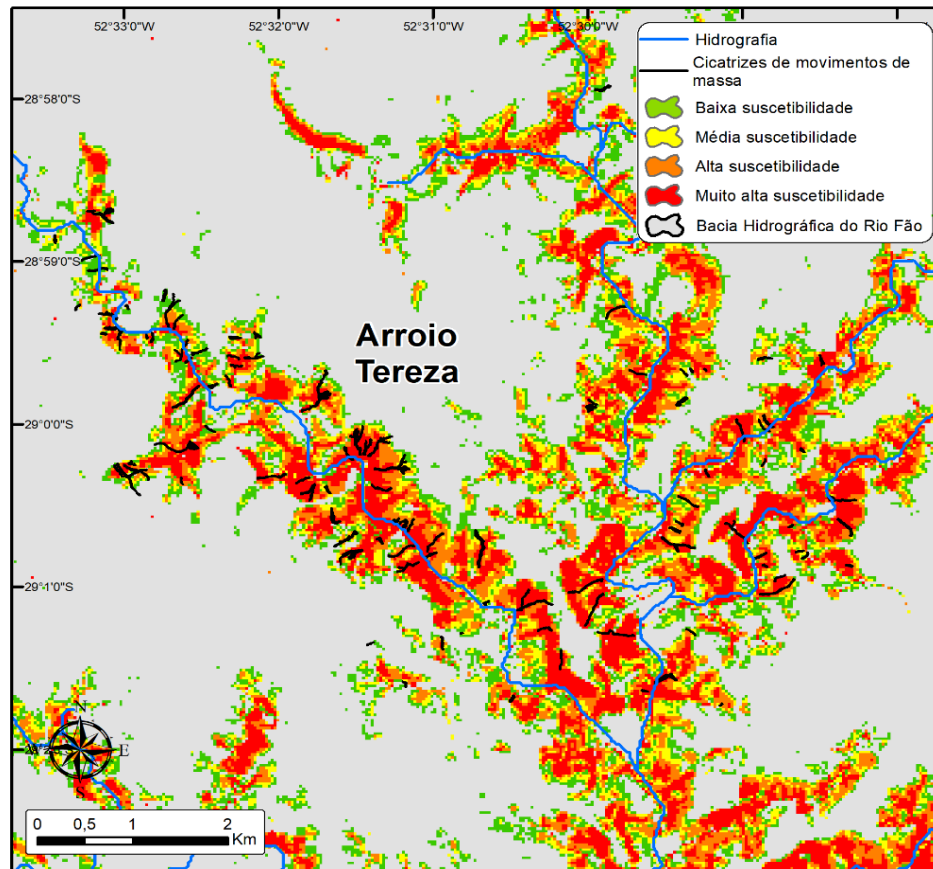 52°33'0"W
52°32'0"W
52°31'0"W
52°30'0"W
Hidrografia
Cicatrizes de movimentos de
massa
Baixa suscetibilidade
Média suscetibilidade
Alta suscetibilidade
Muito alta suscetibilidade
Bacia Hidrográfica do Rio Fão
28°58'0"S
28°59'0"S
Arroio
Tereza
29°0'0"S
29°1'0"S
N
W
E
S
0 0,5 1 2
Km